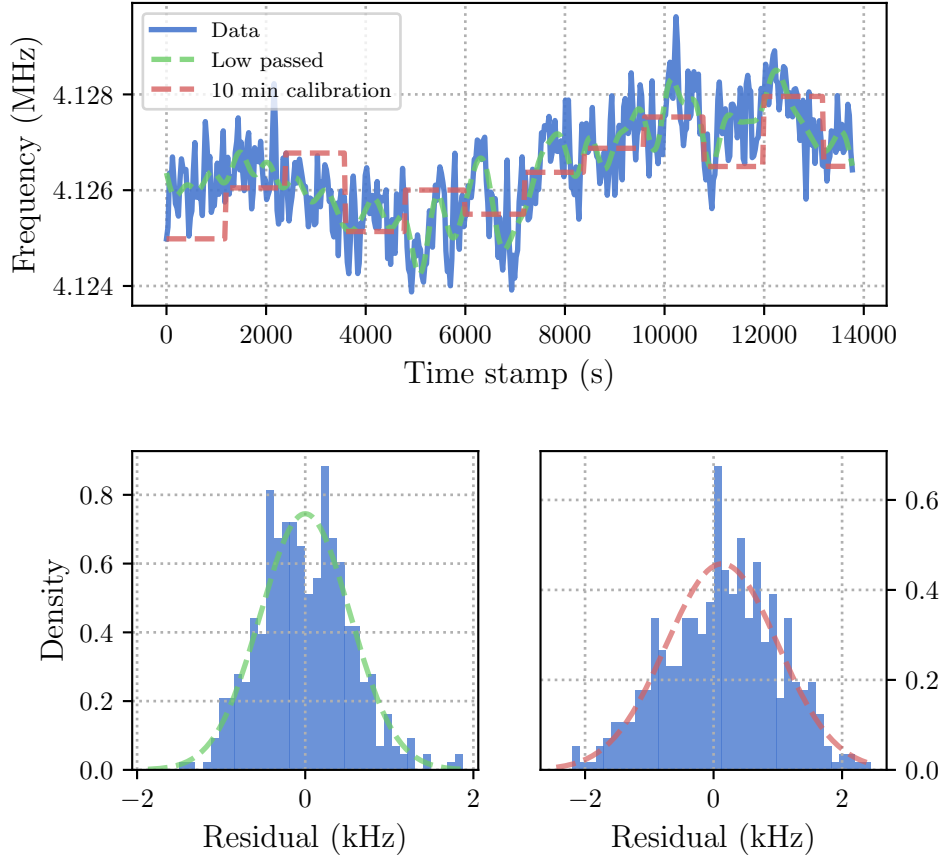 Data
Low passed
10 min calibration
Frequency (MHz)
4.128
4.126
4.124
0 2000 4000 6000 8000 10000 12000 14000
Time stamp (s)
Density
0.8
0.6
0.4
0.2
0.0
−2 0 2
Residual (kHz)
0.6
0.4
0.2
0.0
−2 0 2
Residual (kHz)